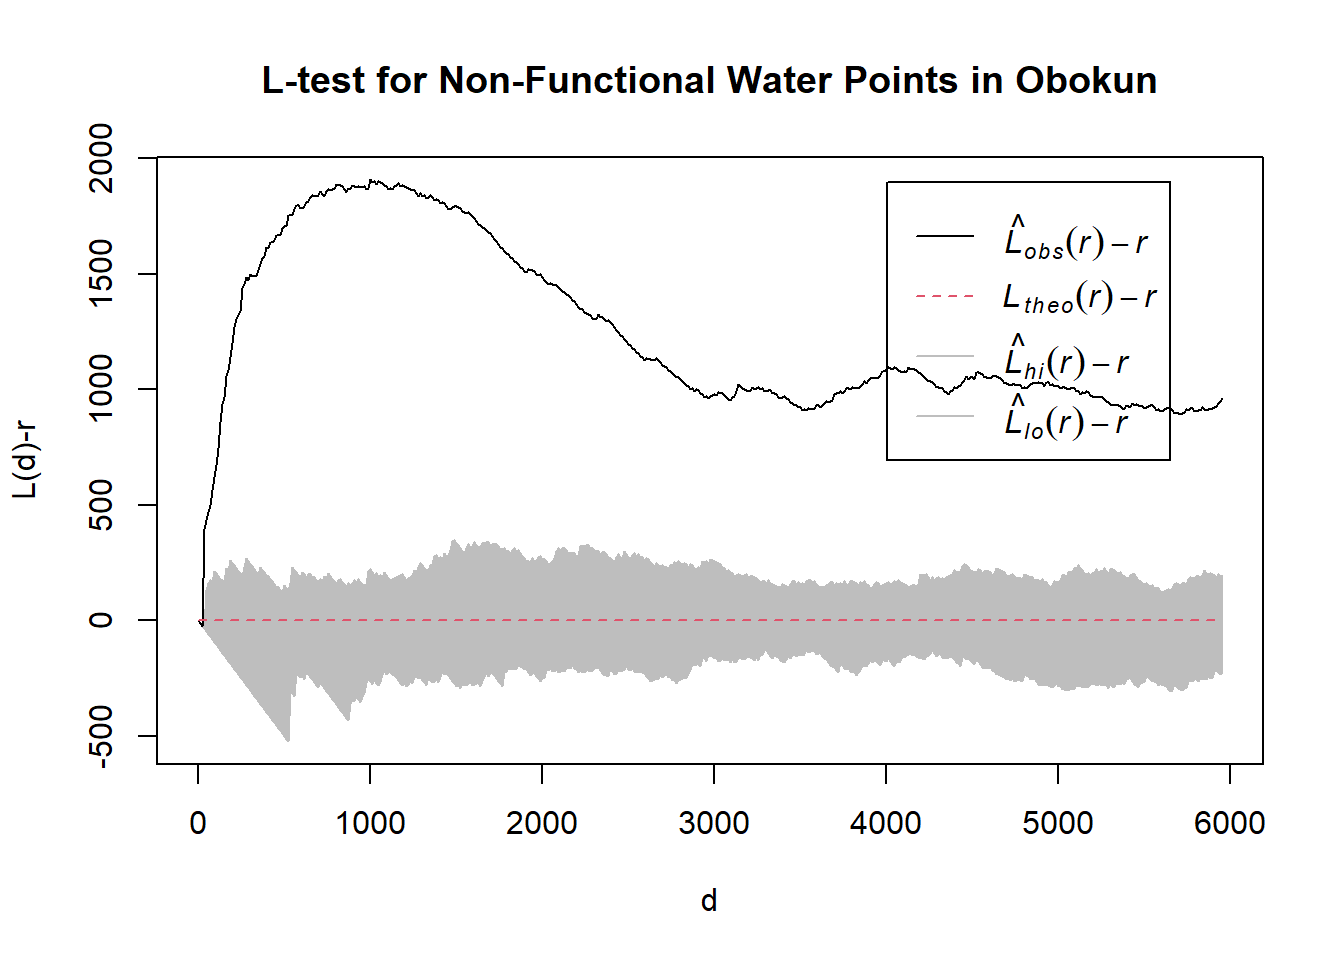 L-test for Non-Functional Water Points in Obokun
L(d)-r
2000
1500
1000
500
0
-500
L̂obs(r) − r
Ltheo(r) − r
L̂hi(r) − r
L̂lo(r) − r
0 1000 2000 3000 4000 5000 6000
d